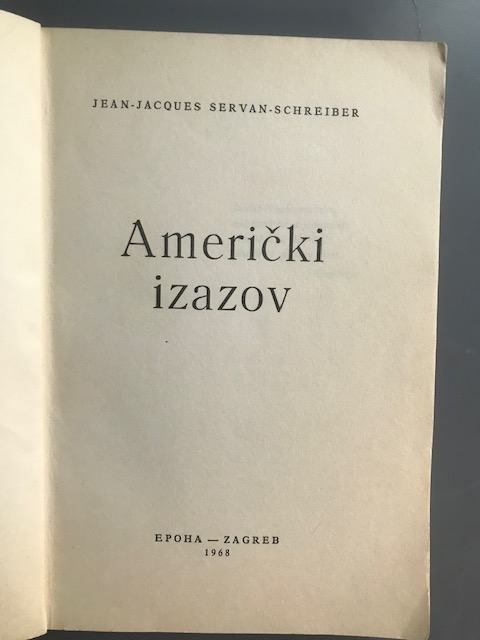 JEAN-JACQUES SERVAN-SCHREIBER
Američki
izazov
EPOHA — ZAGREB
1968